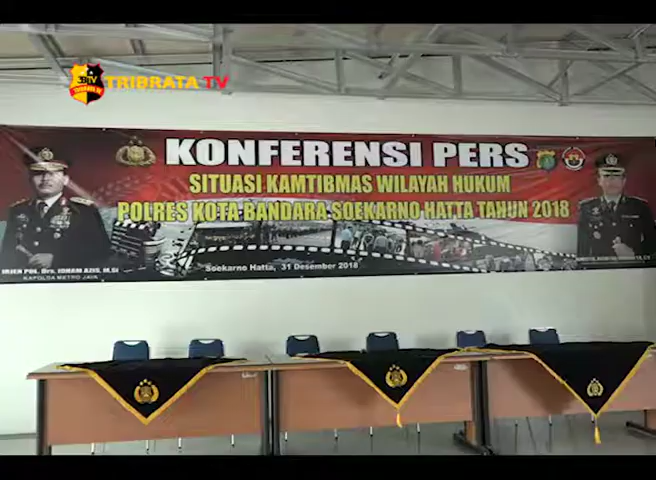 TRIBRATA TV
KONFERENSI PERS
SITUASI KAMTIBMAS WILAYAH HUKUM
POLRES KOTA BANDARA SOEKARNO HATTA TAHUN 2018
Soekarno Hatta, 31 Desember 2018
IRJEN POL. Drs. IDHAM AZIS, M.Si
KAPOLDA METRO JAYA